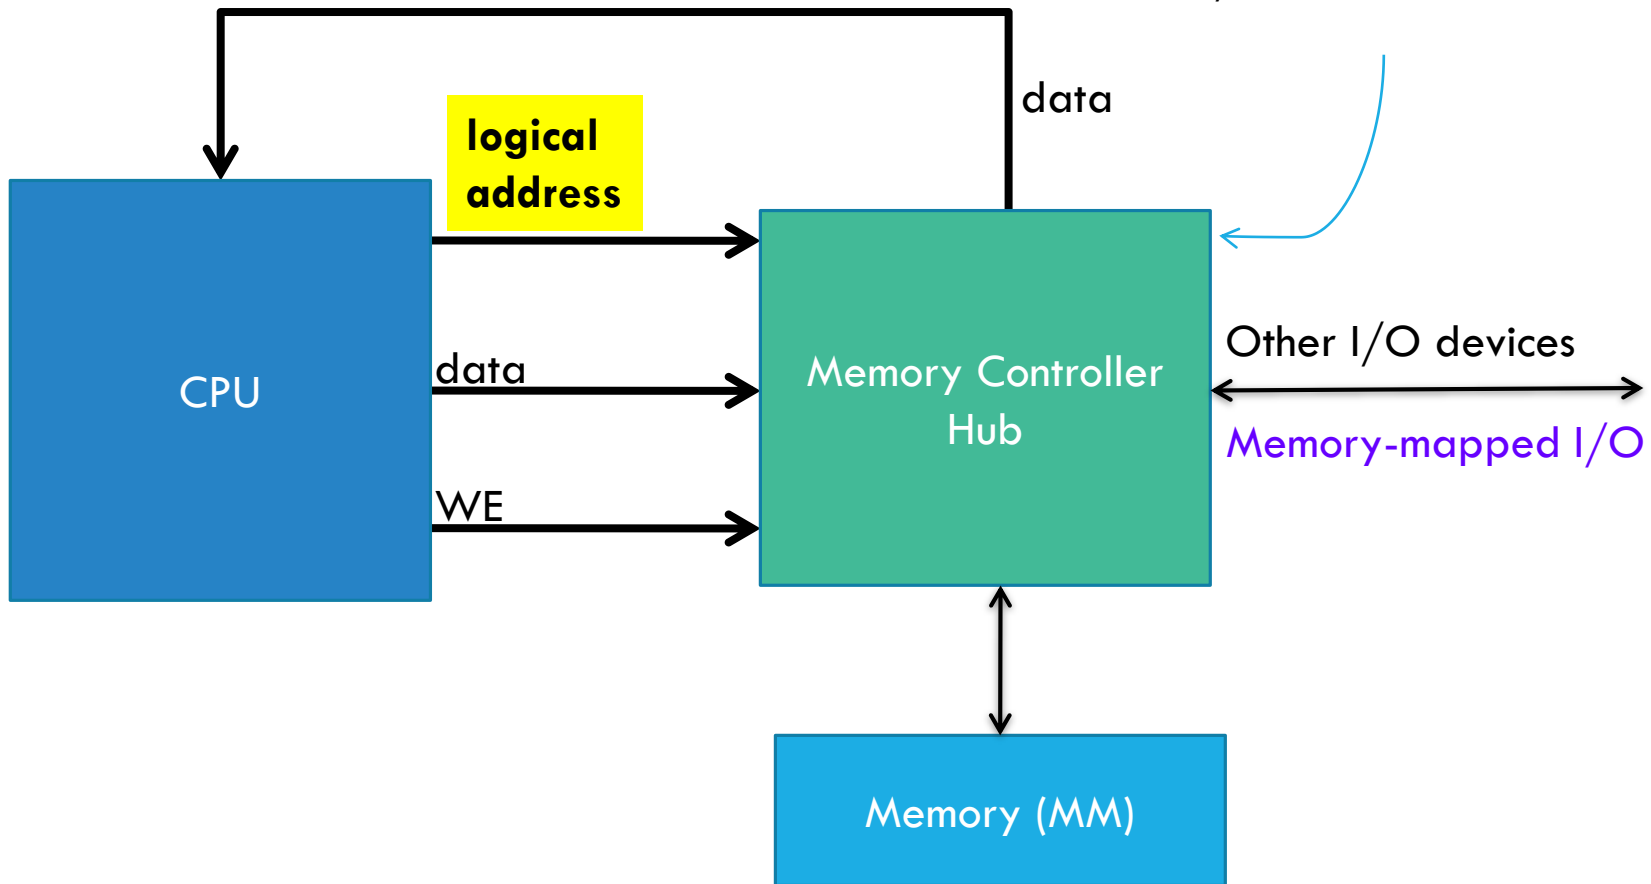 data
logical
address
Other I/O devices
data
Memory Controller
Hub
CPU
Memory-mapped I/O
WE
Memory (MM)